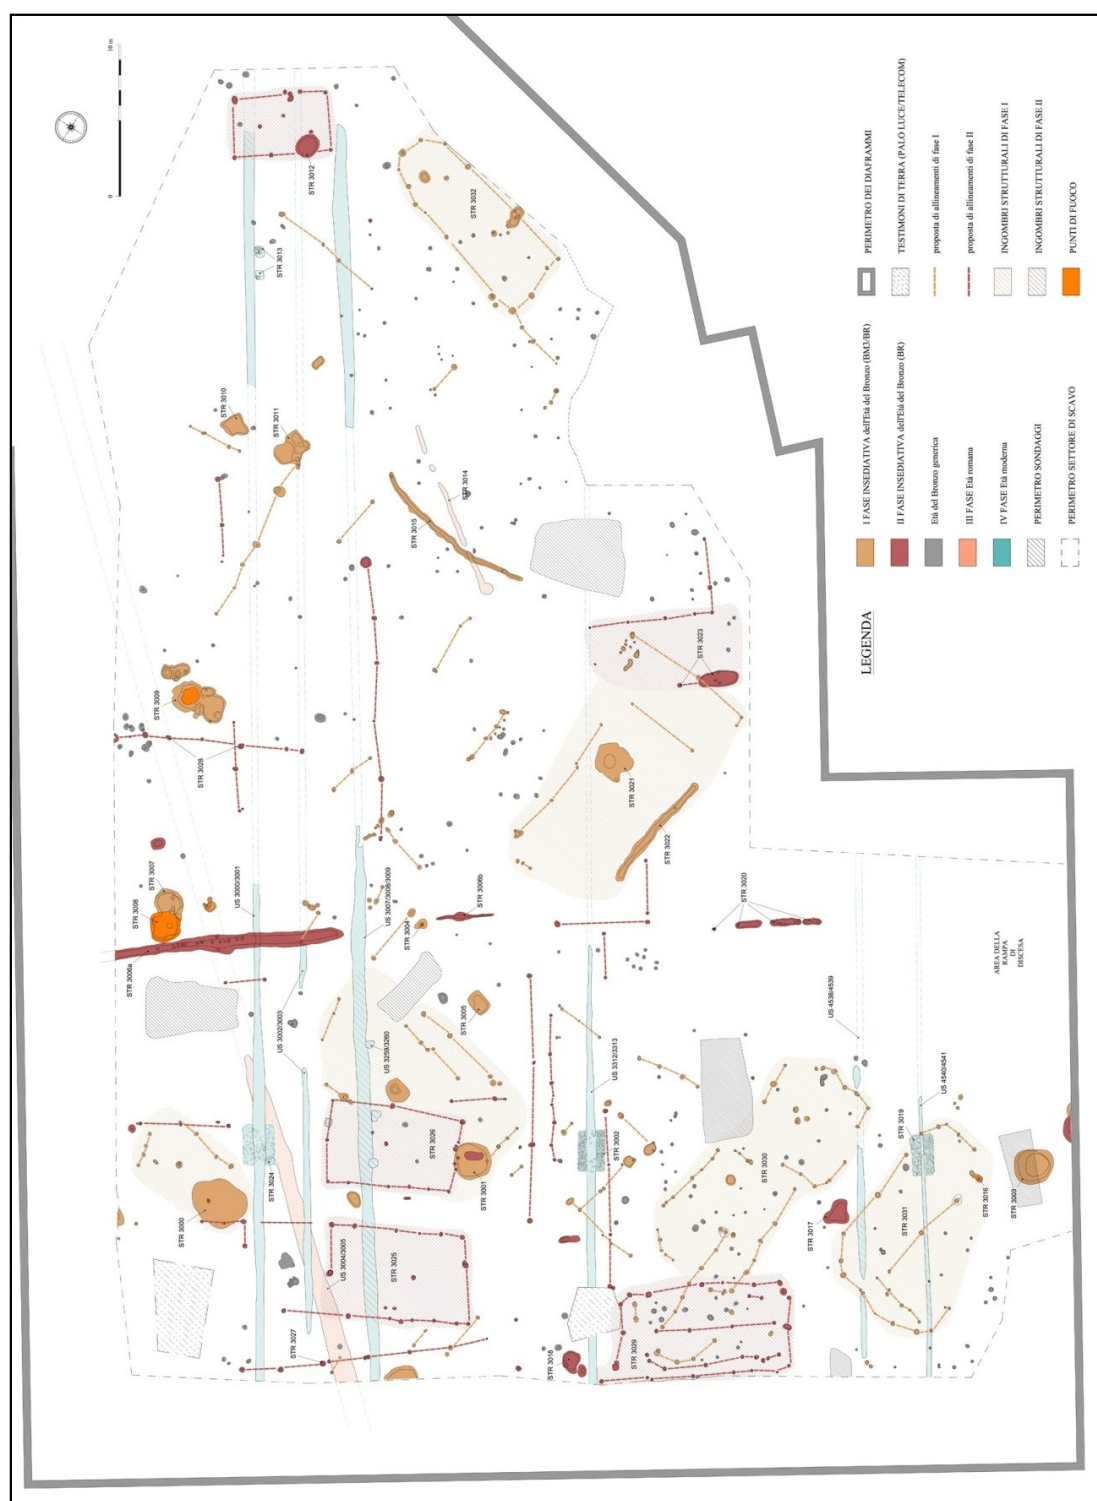 10 m
0
STR 3012
STR 3013
STR 3032
STR 3010
STR 3011
STR 3014
STR 3015
STR 3009
STR 3028
STR 3023
STR 3021
STR 3022
STR 3007
STR 3008
US 3000/3001
STR 3006a
US 3007/3008/3009
STR 3004
STR 3006b
STR 3020
US 3002/3003
US 3259/3260
STR 3005
US 3312/3313
US 4538/4539
US 4540/4541
AREA DELLA
RAMPA
DI
DISCESA
STR 3024
STR 3000
STR 3026
STR 3001
STR 3002
STR 3030
STR 3019
STR 3017
STR 3031
STR 3016
STR 3003
US 3004/3005
STR 3025
STR 3027
STR 3018
STR 3029
LEGENDA
I FASE INSEDIATIVA dell'Età del Bronzo (BM3/BR)
II FASE INSEDIATIVA dell'Età del Bronzo (BR)
Età del Bronzo generica
III FASE Età romana
IV FASE Età moderna
PERIMETRO SONDAGGI
PERIMETRO SETTORE DI SCAVO
PERIMETRO DEI DIAFRAMMI
TESTIMONI DI TERRA (PALO LUCE/TELECOM)
proposta di allineamenti di fase I
proposta di allineamenti di fase II
INGOMBRI STRUTTURALI DI FASE I
INGOMBRI STRUTTURALI DI FASE II
PUNTI DI FUOCO